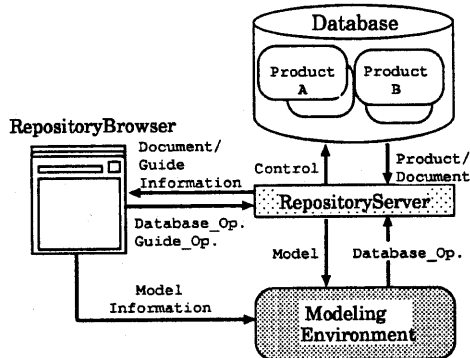 Database
Product
A
Product
B
RepositoryBrowser
Document/
Guide
Information
Control
Product/
Document
RepositoryServer
Database_Op.
Guide_Op.
Model
Database_Op.
Model
Information
Modeling
Environment